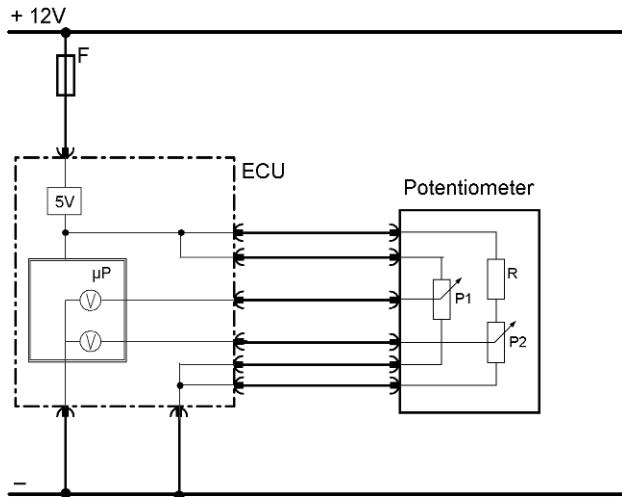 + 12V
F
ECU
5V
Potentiometer
µP
R
V
P1
V
P2
–